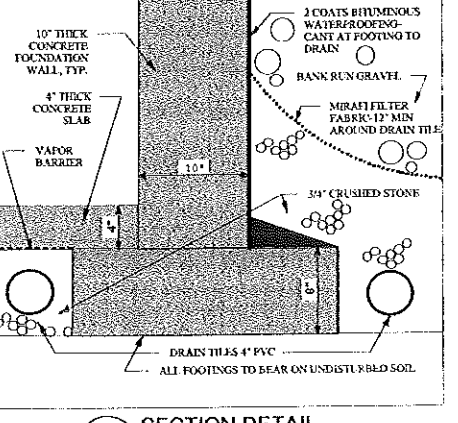 10" THICK
CONCRETE
FOUNDATION
WALL, TYP.
4" THICK
CONCRETE
SLAB
VAPOR
BARRIER
2 COATS BITUMINOUS
WATERPROOFING-
CANT AT FOOTING TO
DRAIN
BANK RUN GRAVEL
MIRAFI FILTER
FABRIC-12" MIN
AROUND DRAIN TILE
10"
3/4" CRUSHED STONE
4"
8"
DRAIN TILES 4" PVC
ALL FOOTINGS TO BEAR ON UNDISTURBED SOIL
SECTION DETAIL